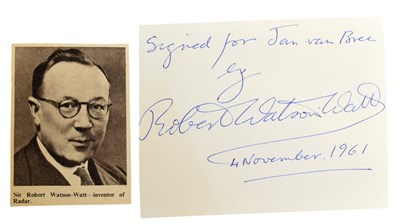 Sir Robert Watson-Watt—inventor of
Radar.
Signed for Jan van Bree
by
Robert Watson Watt
4 November. 1961